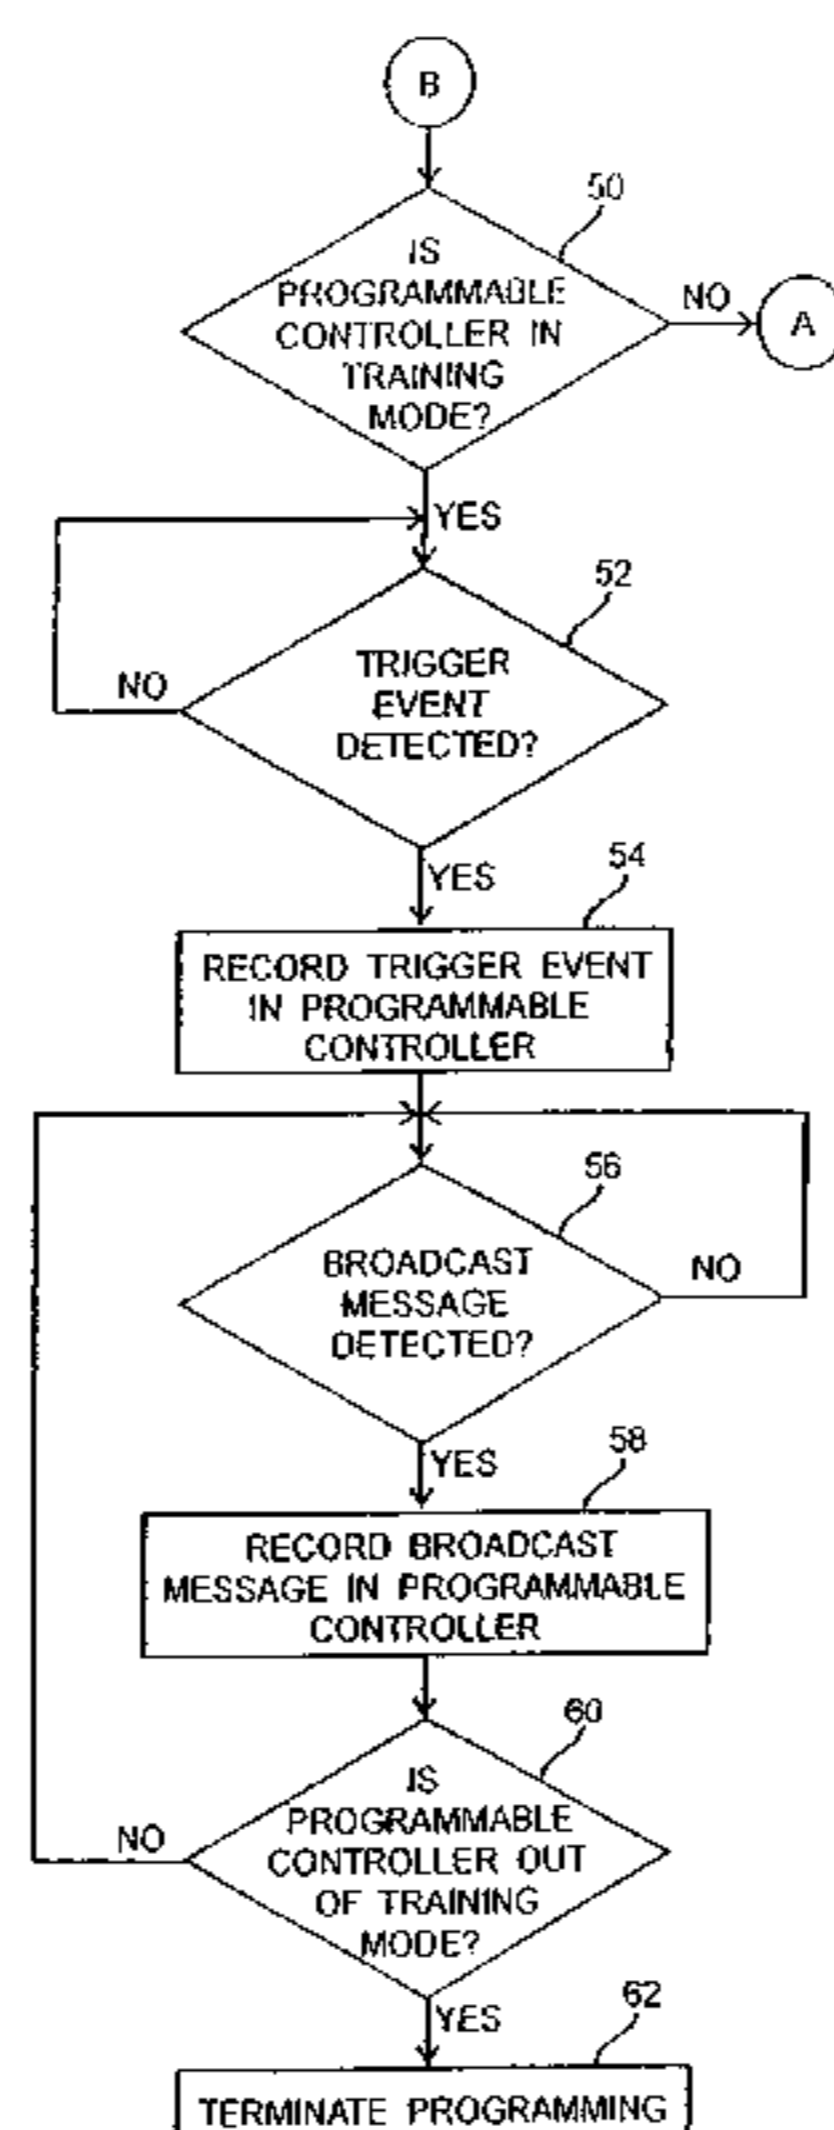 B
50
IS
PROGRAMMABLE
CONTROLLER IN
TRAINING
MODE?
NO
A
YES
52
TRIGGER
EVENT
DETECTED?
NO
YES
54
RECORD TRIGGER EVENT
IN PROGRAMMABLE
CONTROLLER
56
BROADCAST
MESSAGE
DETECTED?
NO
YES
58
RECORD BROADCAST
MESSAGE IN PROGRAMMABLE
CONTROLLER
60
IS
PROGRAMMABLE
CONTROLLER OUT
OF TRAINING
MODE?
NO
YES
62
TERMINATE PROGRAMMING